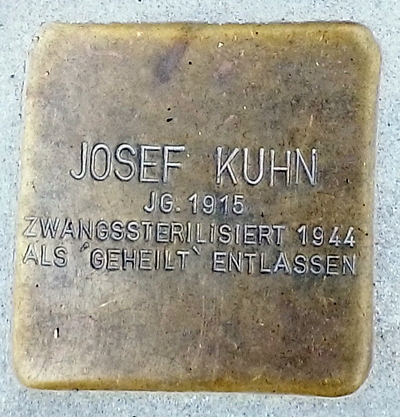 JOSEF KUHN
JG. 1915
ZWANGSSTERILiSIERT 1944
ALS ´GEHEILT` ENTLASSEN